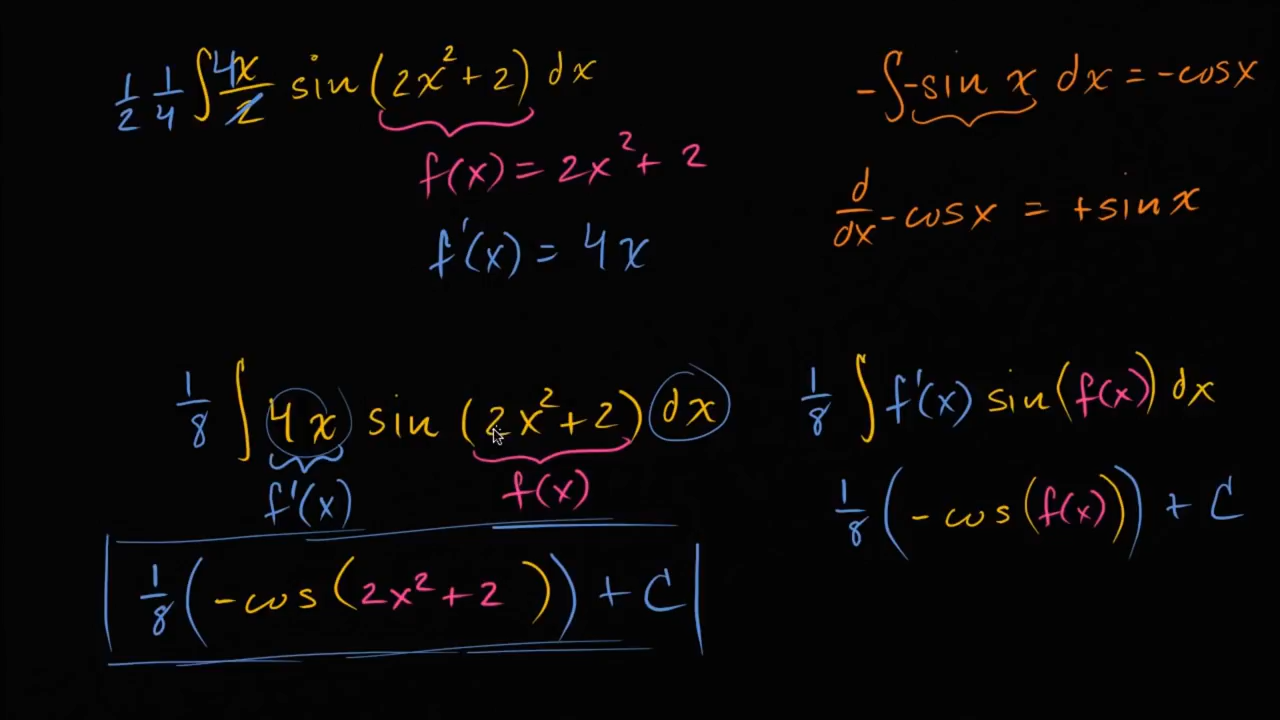 1/2 1/4 ∫ 4x/2 sin (2x² + 2) dx
f(x) = 2x² + 2
f'(x) = 4x
-∫ -sin x dx = -cos x
d/dx -cos x = +sin x
1/8 ∫ 4x sin (2x² + 2) dx
f'(x) f(x)
1/8 (-cos (2x² + 2)) + C
1/8 ∫ f'(x) sin (f(x)) dx
1/8 (-cos (f(x))) + C